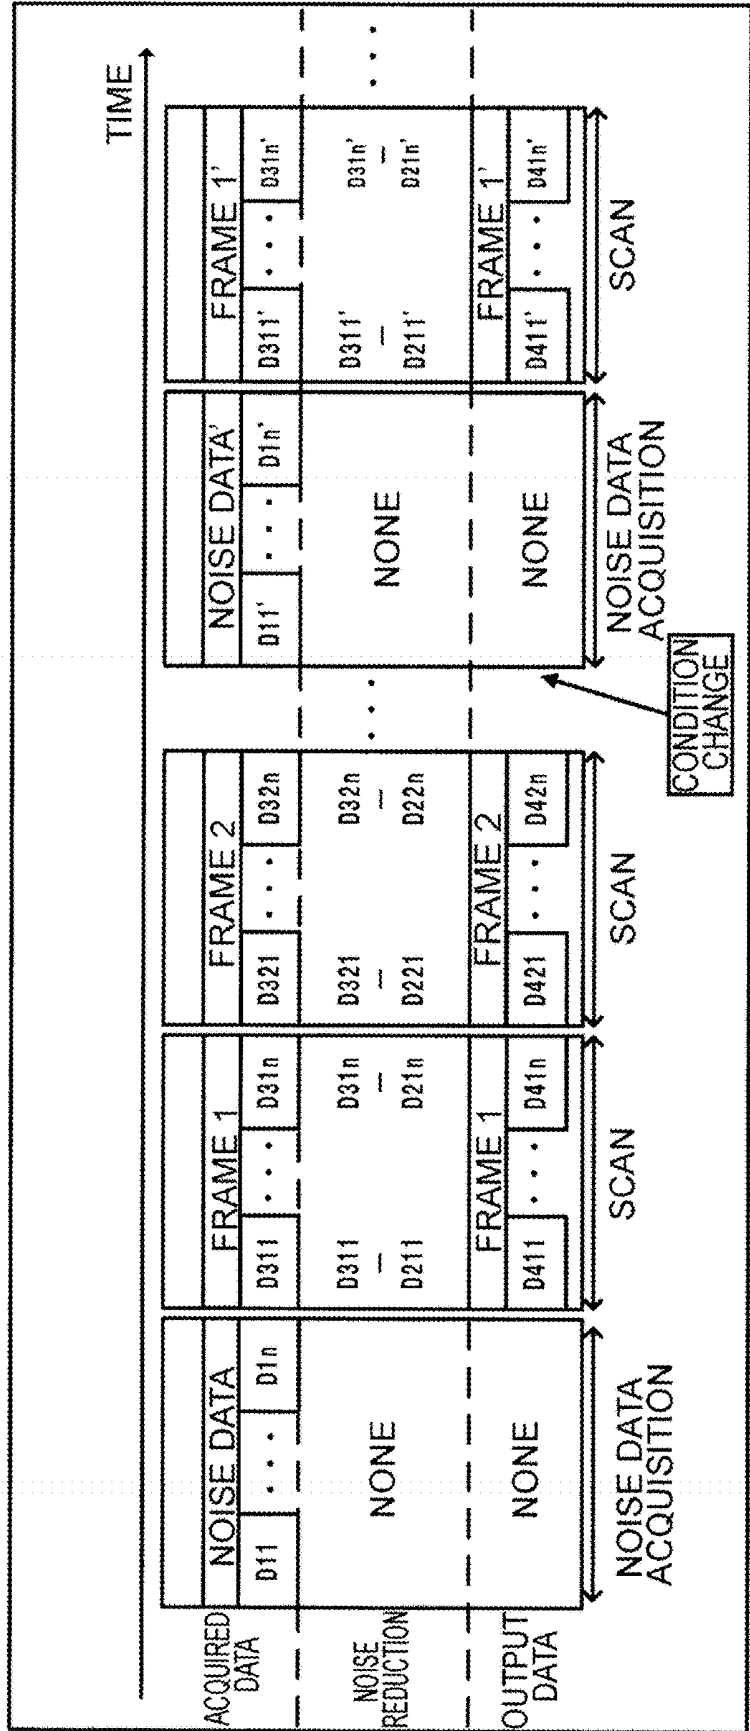 TIME
ACQUIRED DATA
NOISE DATA
D11 ... D1n
FRAME 1
D311 ... D31n
FRAME 2
D321 ... D32n
NOISE DATA'
D11' ... D1n'
FRAME 1'
D311' ... D31n'
NOISE REDUCTION
NONE
D311 – D211
D31n – D21n
D321 – D221
D32n – D22n
...
NONE
D311' – D211'
D31n' – D21n'
...
OUTPUT DATA
NONE
FRAME 1
D411 ... D41n
FRAME 2
D421 ... D42n
NONE
FRAME 1'
D411' ... D41n'
NOISE DATA ACQUISITION
SCAN
SCAN
CONDITION CHANGE
NOISE DATA ACQUISITION
SCAN